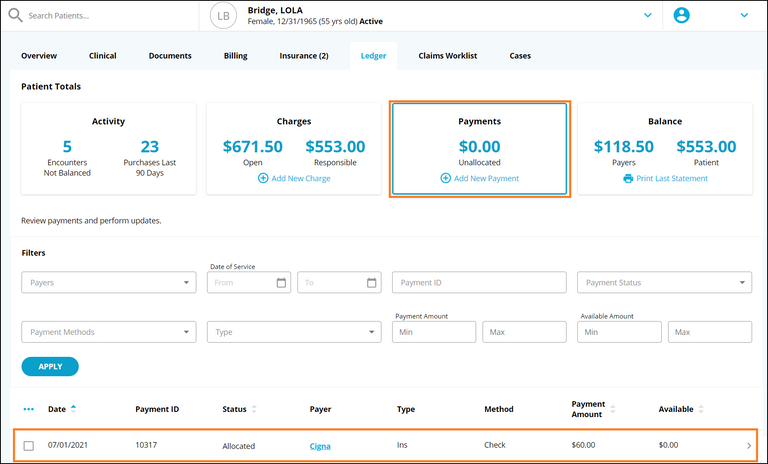 Search Patients...
LB
Bridge, LOLA
Female, 12/31/1965 (55 yrs old) Active
Overview Clinical Documents Billing Insurance (2) Ledger Claims Worklist Cases
Patient Totals
Activity
5 23
Encounters Purchases Last
Not Balanced 90 Days
Charges
$671.50 $553.00
Open Responsible
Add New Charge
Payments
$0.00
Unallocated
Add New Payment
Balance
$118.50 $553.00
Payers Patient
Print Last Statement
Review payments and perform updates.
Filters
Payers
Date of Service
From To
Payment ID
Payment Status
Payment Methods
Type
Payment Amount
Min Max
Available Amount
Min Max
APPLY
Date Payment ID Status Payer Type Method Payment Amount Available
07/01/2021 10317 Allocated Cigna Ins Check $60.00 $0.00